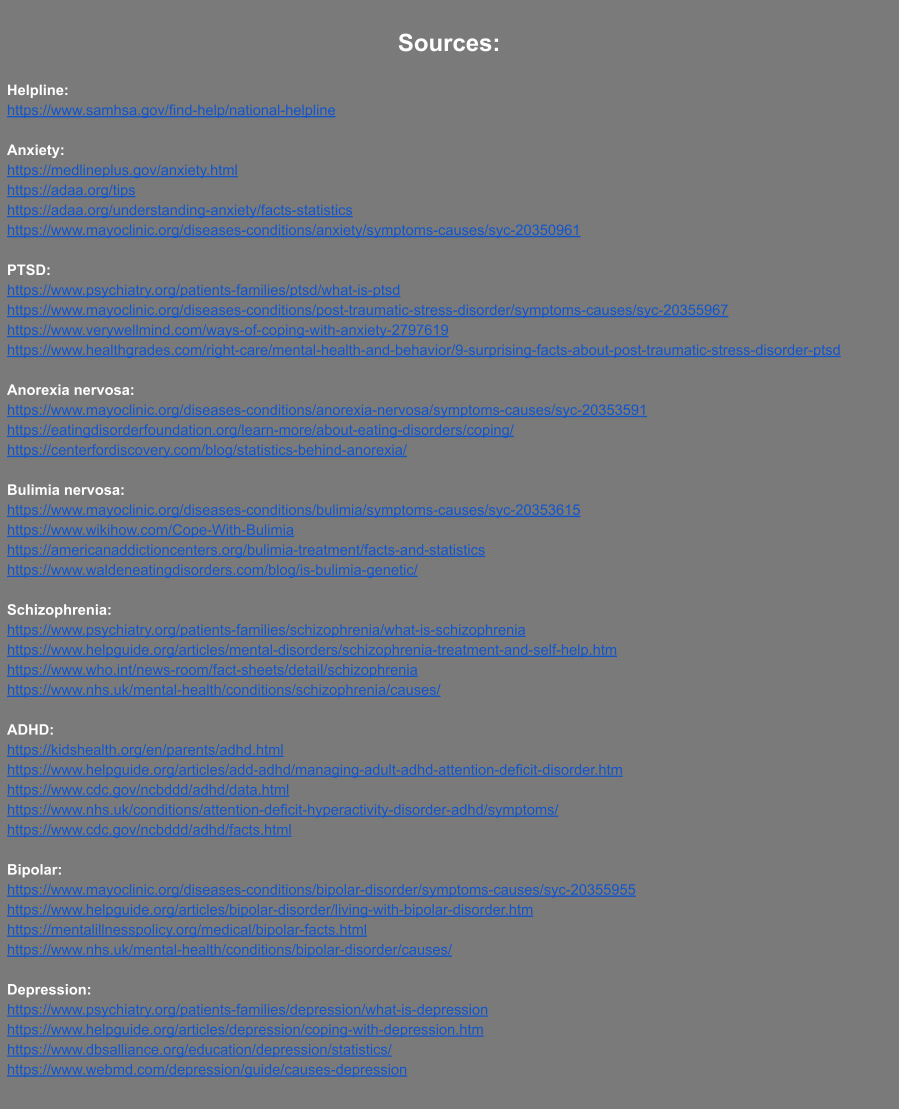 Sources:
Helpline:
https://www.samhsa.gov/find-help/national-helpline
Anxiety:
https://medlineplus.gov/anxiety.html
https://adaa.org/tips
https://adaa.org/understanding-anxiety/facts-statistics
https://www.mayoclinic.org/diseases-conditions/anxiety/symptoms-causes/syc-20350961
PTSD:
https://www.psychiatry.org/patients-families/ptsd/what-is-ptsd
https://www.mayoclinic.org/diseases-conditions/post-traumatic-stress-disorder/symptoms-causes/syc-20355967
https://www.verywellmind.com/ways-of-coping-with-anxiety-2797619
https://www.healthgrades.com/right-care/mental-health-and-behavior/9-surprising-facts-about-post-traumatic-stress-disorder-ptsd
Anorexia nervosa:
https://www.mayoclinic.org/diseases-conditions/anorexia-nervosa/symptoms-causes/syc-20353591
https://eatingdisorderfoundation.org/learn-more/about-eating-disorders/coping/
https://centerfordiscovery.com/blog/statistics-behind-anorexia/
Bulimia nervosa:
https://www.mayoclinic.org/diseases-conditions/bulimia/symptoms-causes/syc-20353615
https://www.wikihow.com/Cope-With-Bulimia
https://americanaddictioncenters.org/bulimia-treatment/facts-and-statistics
https://www.waldeneatingdisorders.com/blog/is-bulimia-genetic/
Schizophrenia:
https://www.psychiatry.org/patients-families/schizophrenia/what-is-schizophrenia
https://www.helpguide.org/articles/mental-disorders/schizophrenia-treatment-and-self-help.htm
https://www.who.int/news-room/fact-sheets/detail/schizophrenia
https://www.nhs.uk/mental-health/conditions/schizophrenia/causes/
ADHD:
https://kidshealth.org/en/parents/adhd.html
https://www.helpguide.org/articles/add-adhd/managing-adult-adhd-attention-deficit-disorder.htm
https://www.cdc.gov/ncbddd/adhd/data.html
https://www.nhs.uk/conditions/attention-deficit-hyperactivity-disorder-adhd/symptoms/
https://www.cdc.gov/ncbddd/adhd/facts.html
Bipolar:
https://www.mayoclinic.org/diseases-conditions/bipolar-disorder/symptoms-causes/syc-20355955
https://www.helpguide.org/articles/bipolar-disorder/living-with-bipolar-disorder.htm
https://mentalillnesspolicy.org/medical/bipolar-facts.html
https://www.nhs.uk/mental-health/conditions/bipolar-disorder/causes/
Depression:
https://www.psychiatry.org/patients-families/depression/what-is-depression
https://www.helpguide.org/articles/depression/coping-with-depression.htm
https://www.dbsalliance.org/education/depression/statistics/
https://www.webmd.com/depression/guide/causes-depression